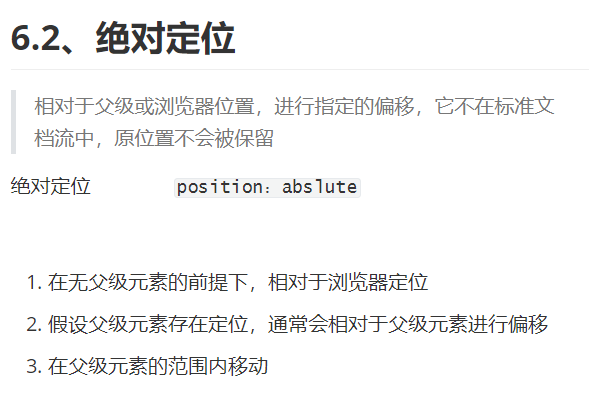 6.2、绝对定位
相对于父级或浏览器位置，进行指定的偏移，它不在标准文
档流中，原位置不会被保留
绝对定位 position：abslute
1. 在无父级元素的前提下，相对于浏览器定位
2. 假设父级元素存在定位，通常会相对于父级元素进行偏移
3. 在父级元素的范围内移动